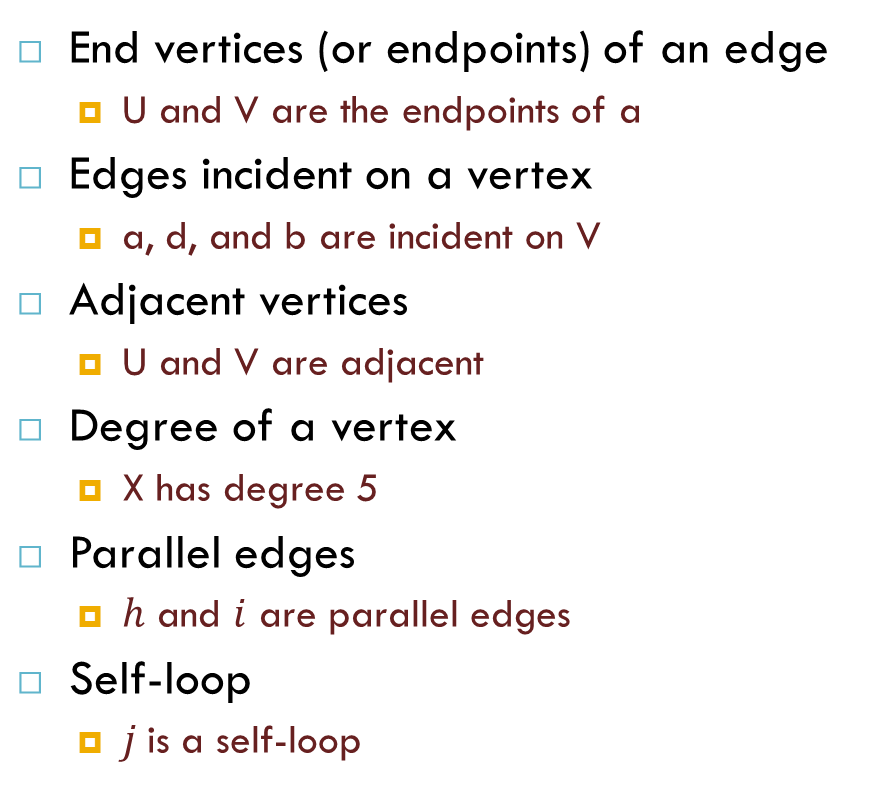 End vertices (or endpoints) of an edge
U and V are the endpoints of a
Edges incident on a vertex
a, d, and b are incident on V
Adjacent vertices
U and V are adjacent
Degree of a vertex
X has degree 5
Parallel edges
h and i are parallel edges
Self-loop
j is a self-loop